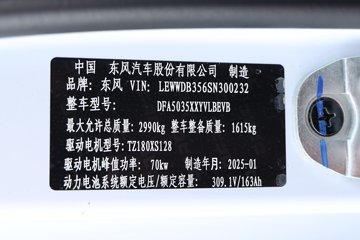 中国 东风汽车股份有限公司 制造
品牌: 东风 VIN: LEWWDB356SN300232
整车型号: DFA5035XXYVLBEVB
最大允许总质量: 2990kg 整车整备质量: 1615kg
驱动电机型号: TZ180XS128
驱动电机峰值功率: 70kw 制造年月: 2025-01
动力电池系统额定电压/额定容量: 309.1V/163Ah